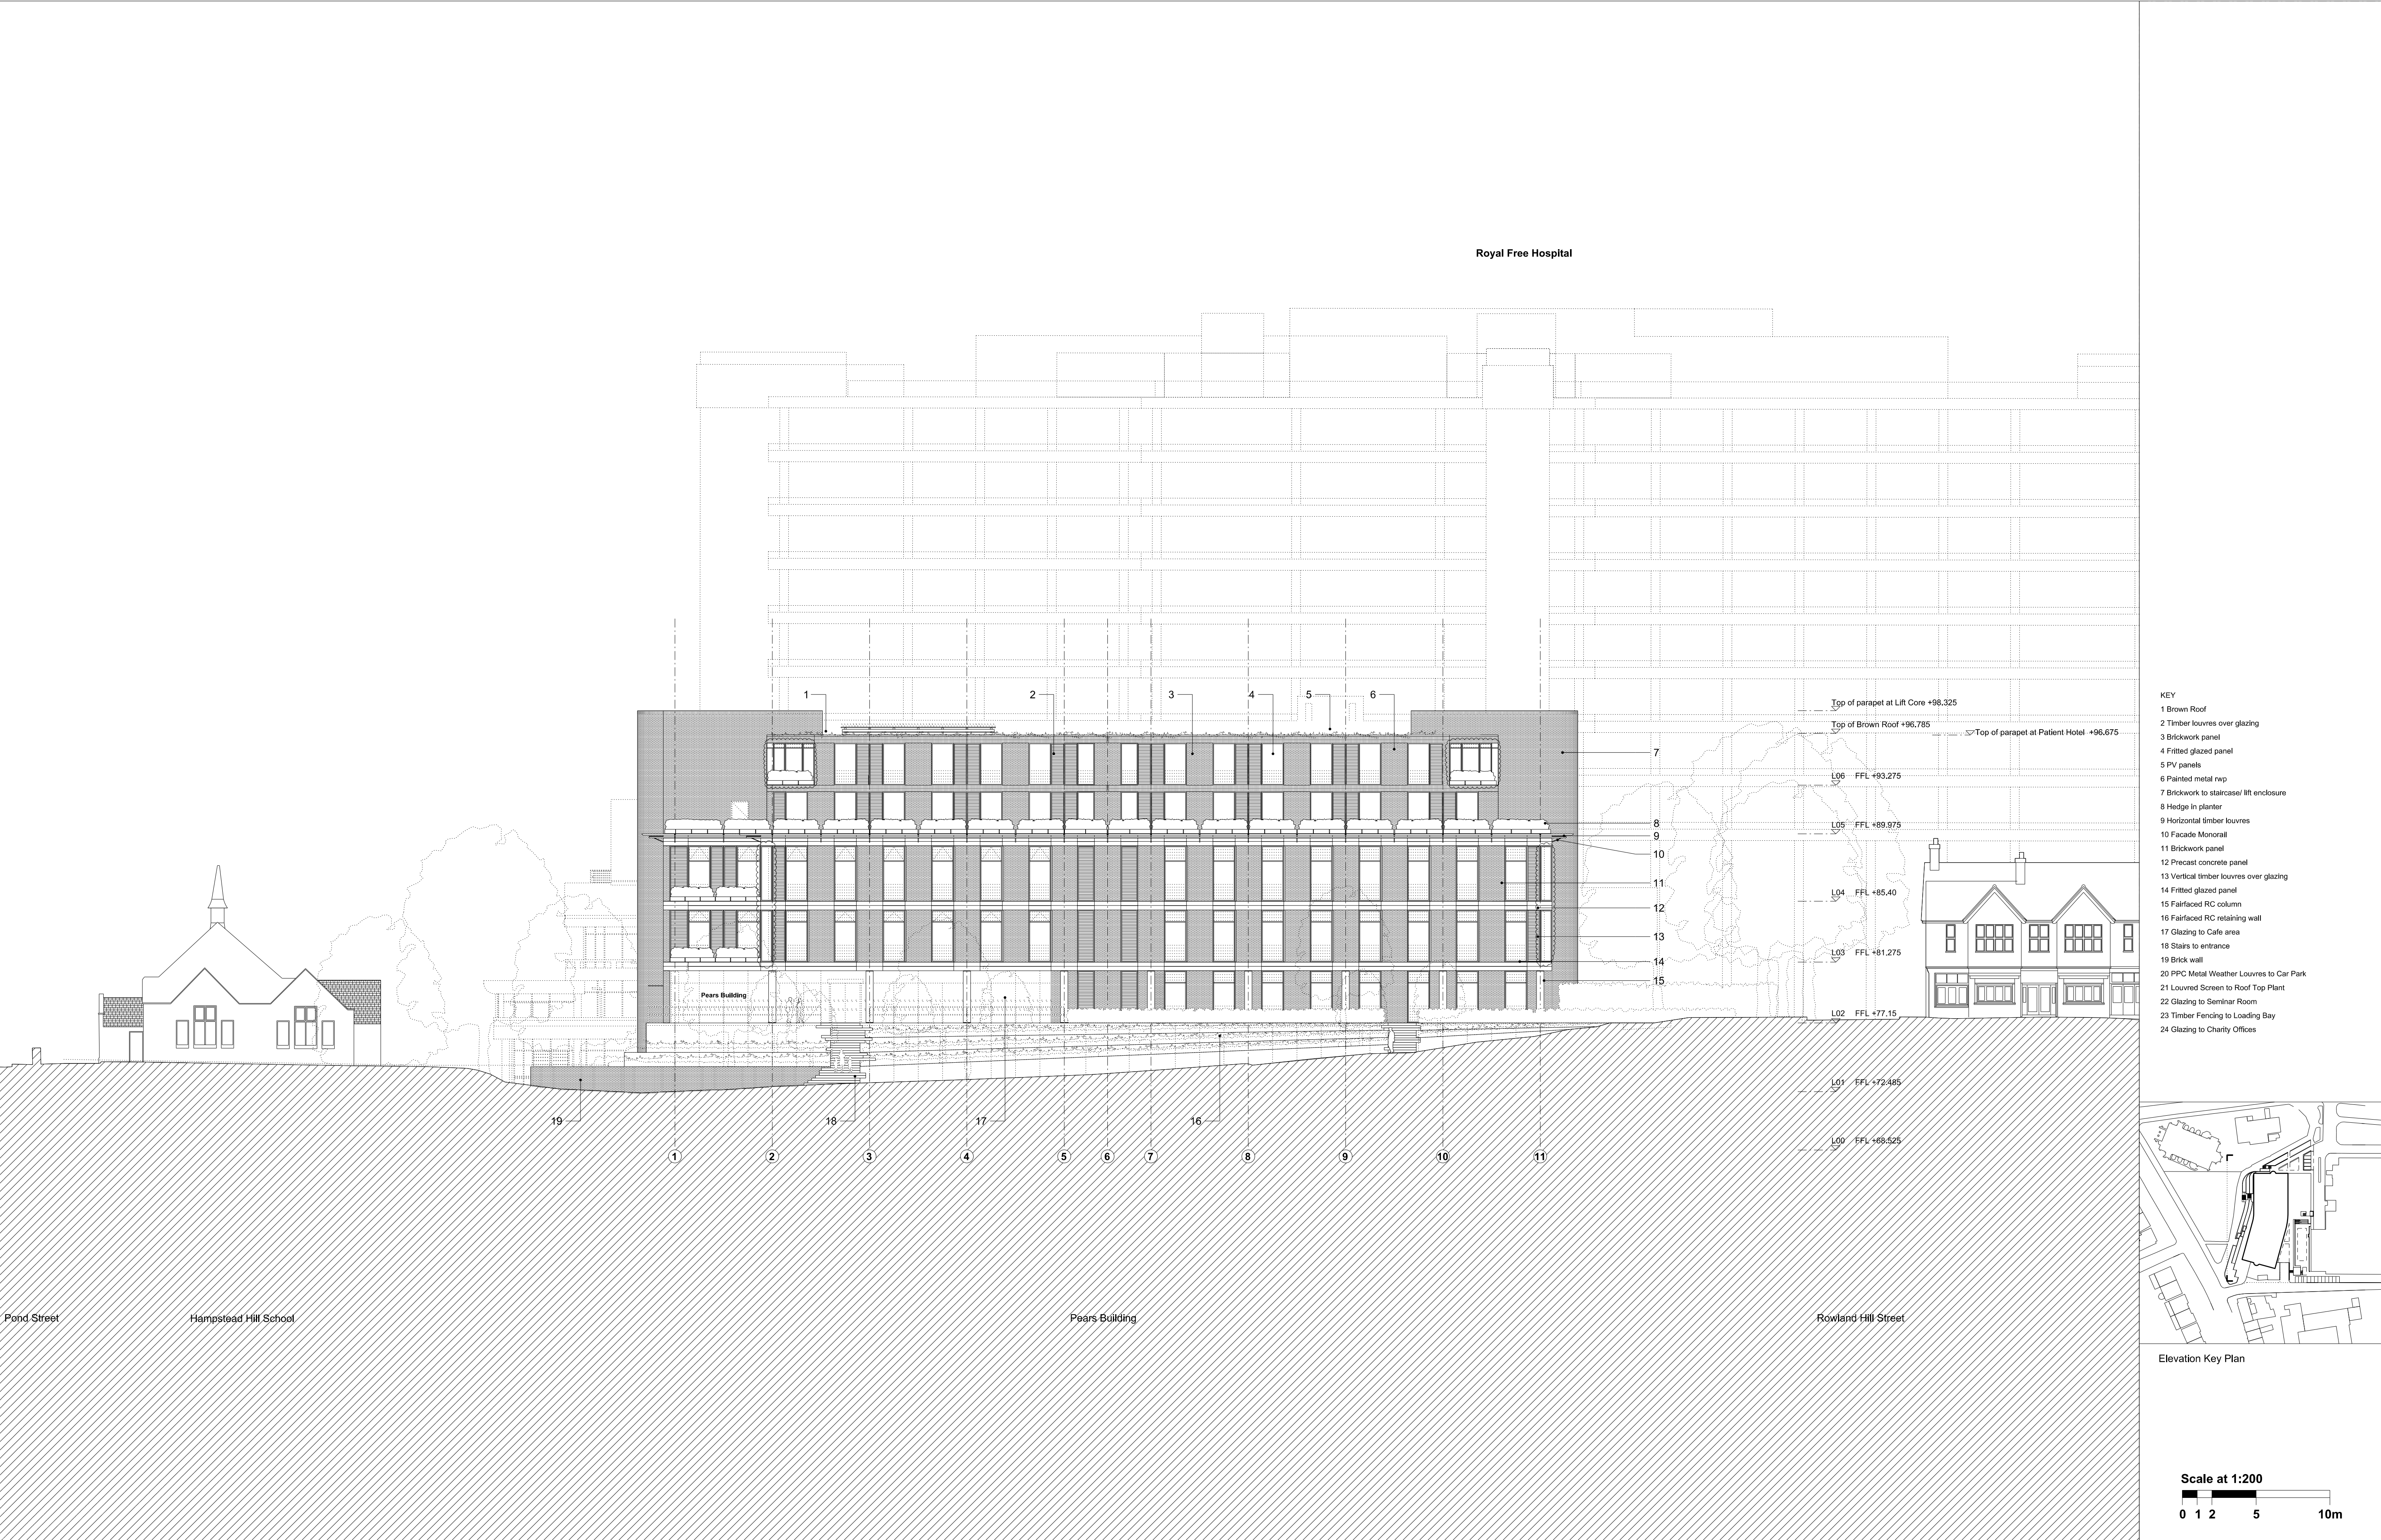 Royal Free Hospital
1
2
3
4
5
6
7
8
9
10
11
12
13
14
15
Top of parapet at Lift Core +98.325
Top of Brown Roof +96.785
Top of parapet at Patient Hotel +96.675
L06 FFL +93.275
L05 FFL +89.975
L04 FFL +85.40
L03 FFL +81.275
L02 FFL +77.15
L01 FFL +72.485
L00 FFL +68.525
Pears Building
19
18
17
16
1
2
3
4
5
6
7
8
9
10
11
Pond Street
Hampstead Hill School
Pears Building
Rowland Hill Street
KEY
1 Brown Roof
2 Timber louvres over glazing
3 Brickwork panel
4 Fritted glazed panel
5 PV panels
6 Painted metal rwp
7 Brickwork to staircase/ lift enclosure
8 Hedge in planter
9 Horizontal timber louvres
10 Facade Monorail
11 Brickwork panel
12 Precast concrete panel
13 Vertical timber louvres over glazing
14 Fritted glazed panel
15 Fairfaced RC column
16 Fairfaced RC retaining wall
17 Glazing to Cafe area
18 Stairs to entrance
19 Brick wall
20 PPC Metal Weather Louvres to Car Park
21 Louvred Screen to Roof Top Plant
22 Glazing to Seminar Room
23 Timber Fencing to Loading Bay
24 Glazing to Charity Offices
Elevation Key Plan
Scale at 1:200
0 1 2 5 10m